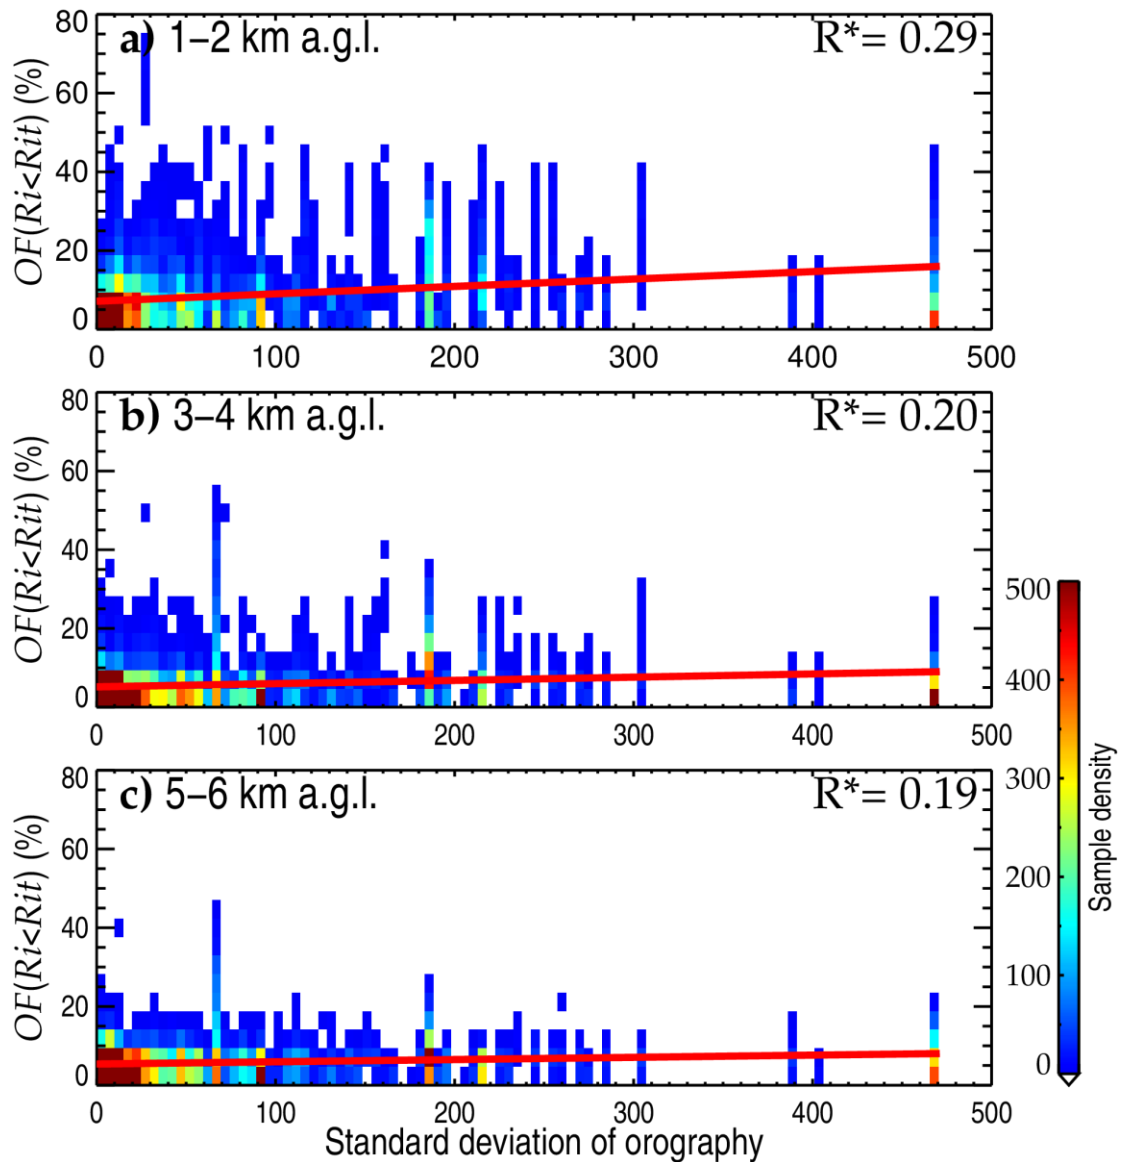 a) 1–2 km a.g.l. R*= 0.29
OF(Ri<Rit) (%)
80
60
40
20
0
0 100 200 300 400 500
b) 3–4 km a.g.l. R*= 0.20
OF(Ri<Rit) (%)
80
60
40
20
0
0 100 200 300 400 500
c) 5–6 km a.g.l. R*= 0.19
OF(Ri<Rit) (%)
80
60
40
20
0
0 100 200 300 400 500
Standard deviation of orography
500
400
300
200
100
0
Sample density